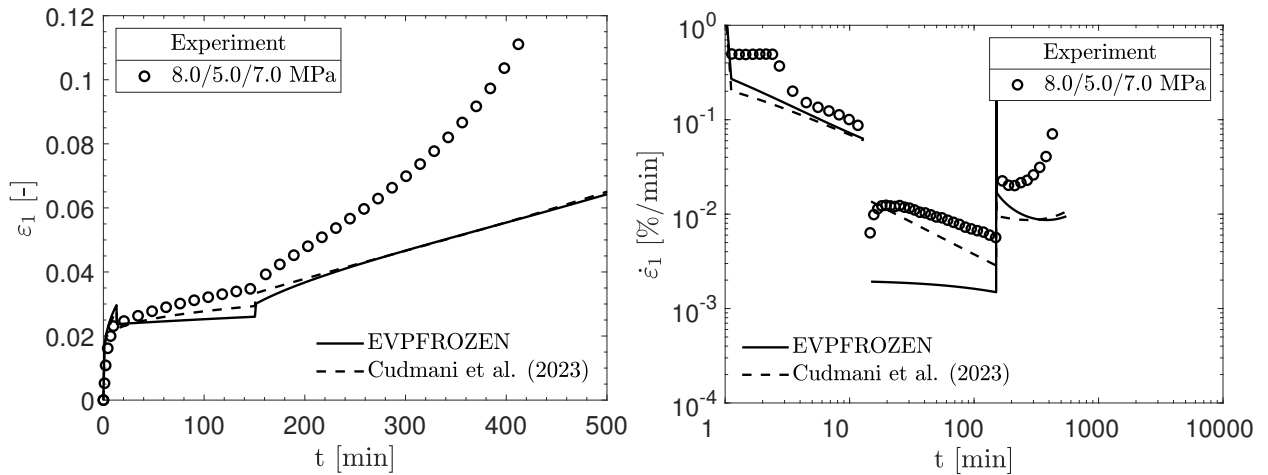 0.12
0.1
0.08
0.06
0.04
0.02
0
ε₁ [-]
Experiment
8.0/5.0/7.0 MPa
EVPFROZEN
Cudmani et al. (2023)
0 100 200 300 400 500
t [min]
10⁰
10⁻¹
10⁻²
10⁻³
10⁻⁴
ε̇₁ [%/min]
Experiment
8.0/5.0/7.0 MPa
EVPFROZEN
Cudmani et al. (2023)
1 10 100 1000 10000
t [min]